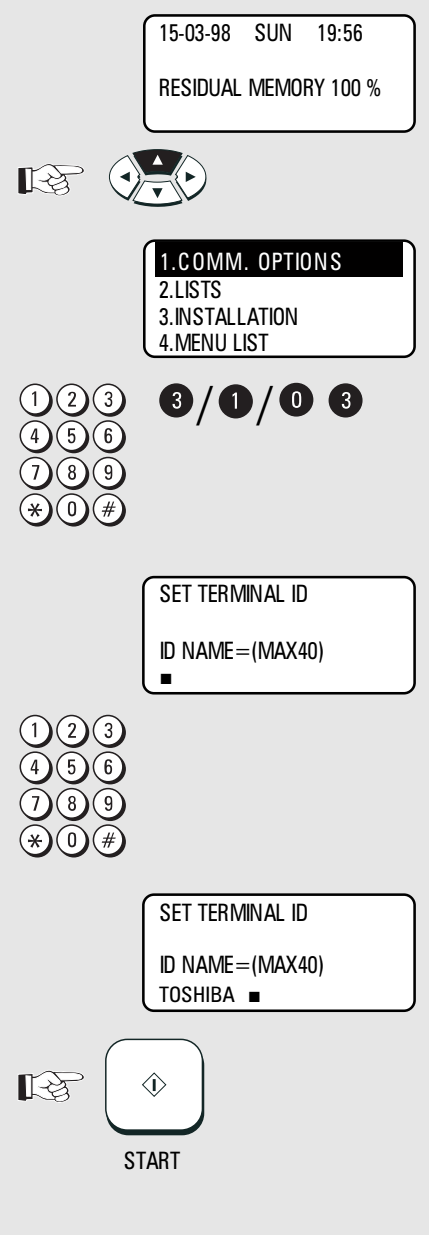 15-03-98 SUN 19:56
RESIDUAL MEMORY 100 %
1.COMM. OPTIONS
2.LISTS
3.INSTALLATION
4.MENU LIST
1 2 3 3 / 1 / 0 3
4 5 6
7 8 9
* 0 #
SET TERMINAL ID
ID NAME=(MAX40)
■
1 2 3
4 5 6
7 8 9
* 0 #
SET TERMINAL ID
ID NAME=(MAX40)
TOSHIBA ■
START